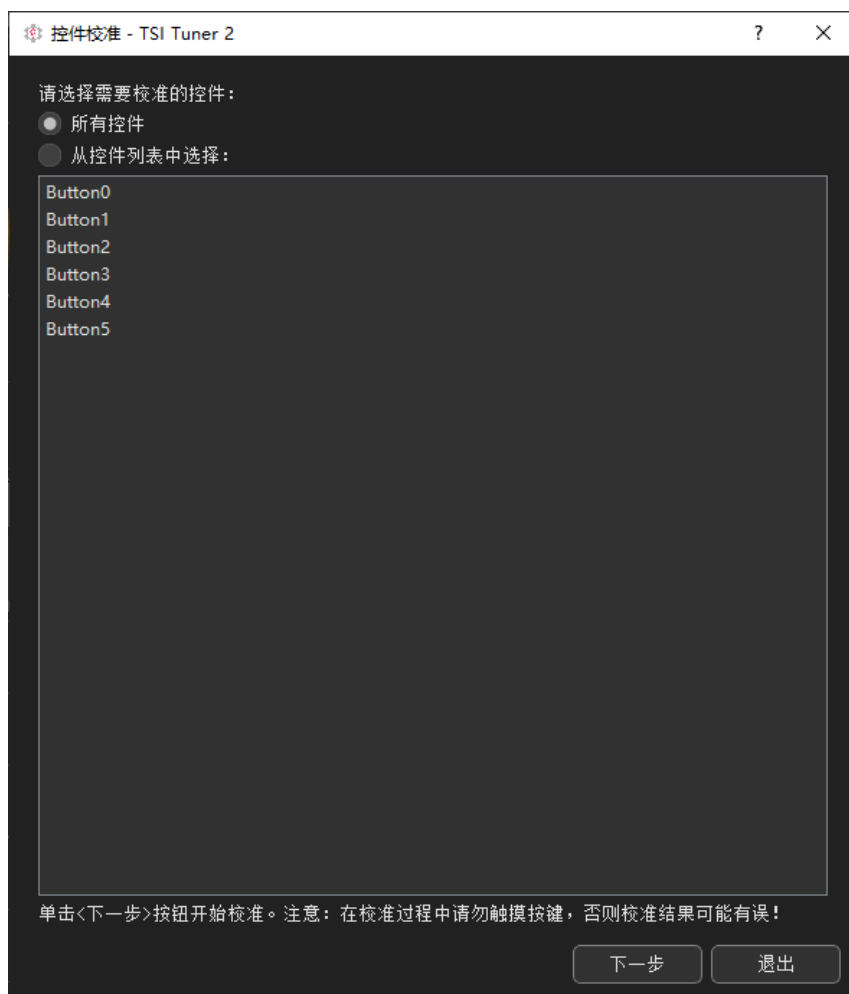 控件校准 - TSI Tuner 2
?
请选择需要校准的控件:
所有控件
从控件列表中选择:
Button0
Button1
Button2
Button3
Button4
Button5
单击<下一步>按钮开始校准。注意: 在校准过程中请勿触摸按键，否则校准结果可能有误!
下一步
退出